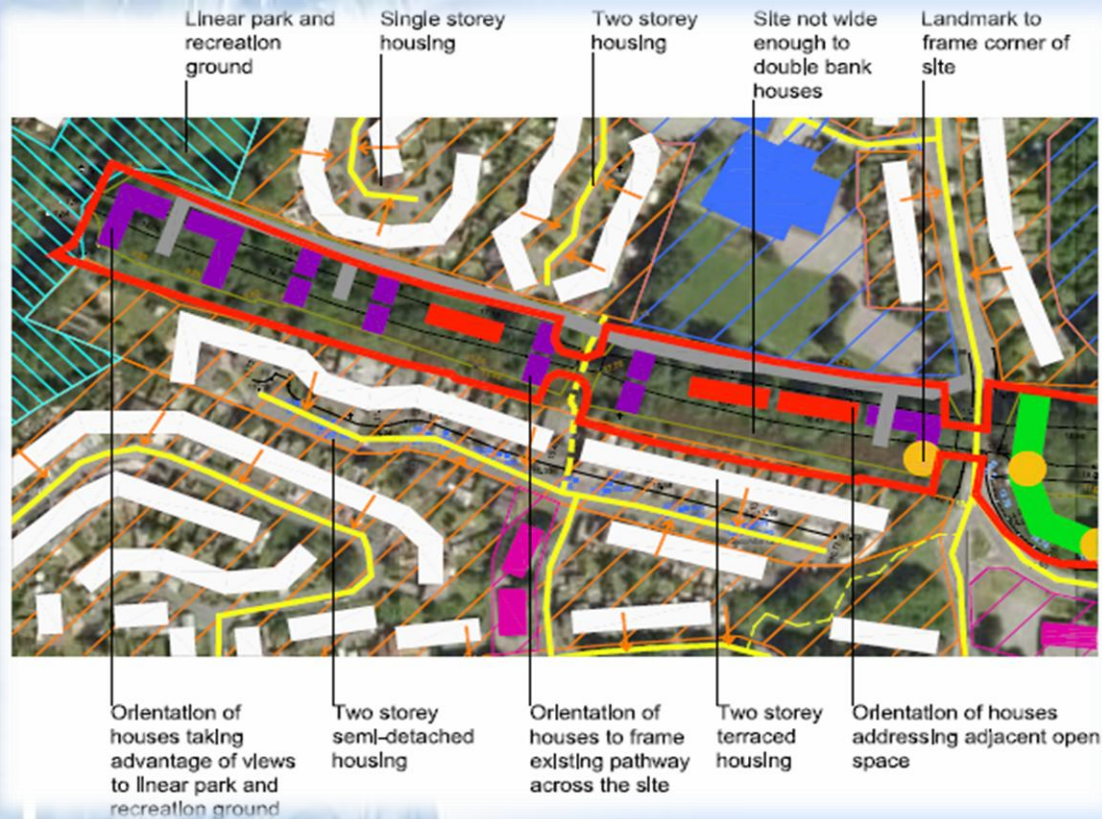 Linear park and
recreation
ground
Single storey
housing
Two storey
housing
Site not wide
enough to
double bank
houses
Landmark to
frame corner of
site
Orientation of
houses taking
advantage of views
to linear park and
recreation ground
Two storey
semi-detached
housing
Orientation of
houses to frame
existing pathway
across the site
Two storey
terraced
housing
Orientation of houses
addressing adjacent open
space